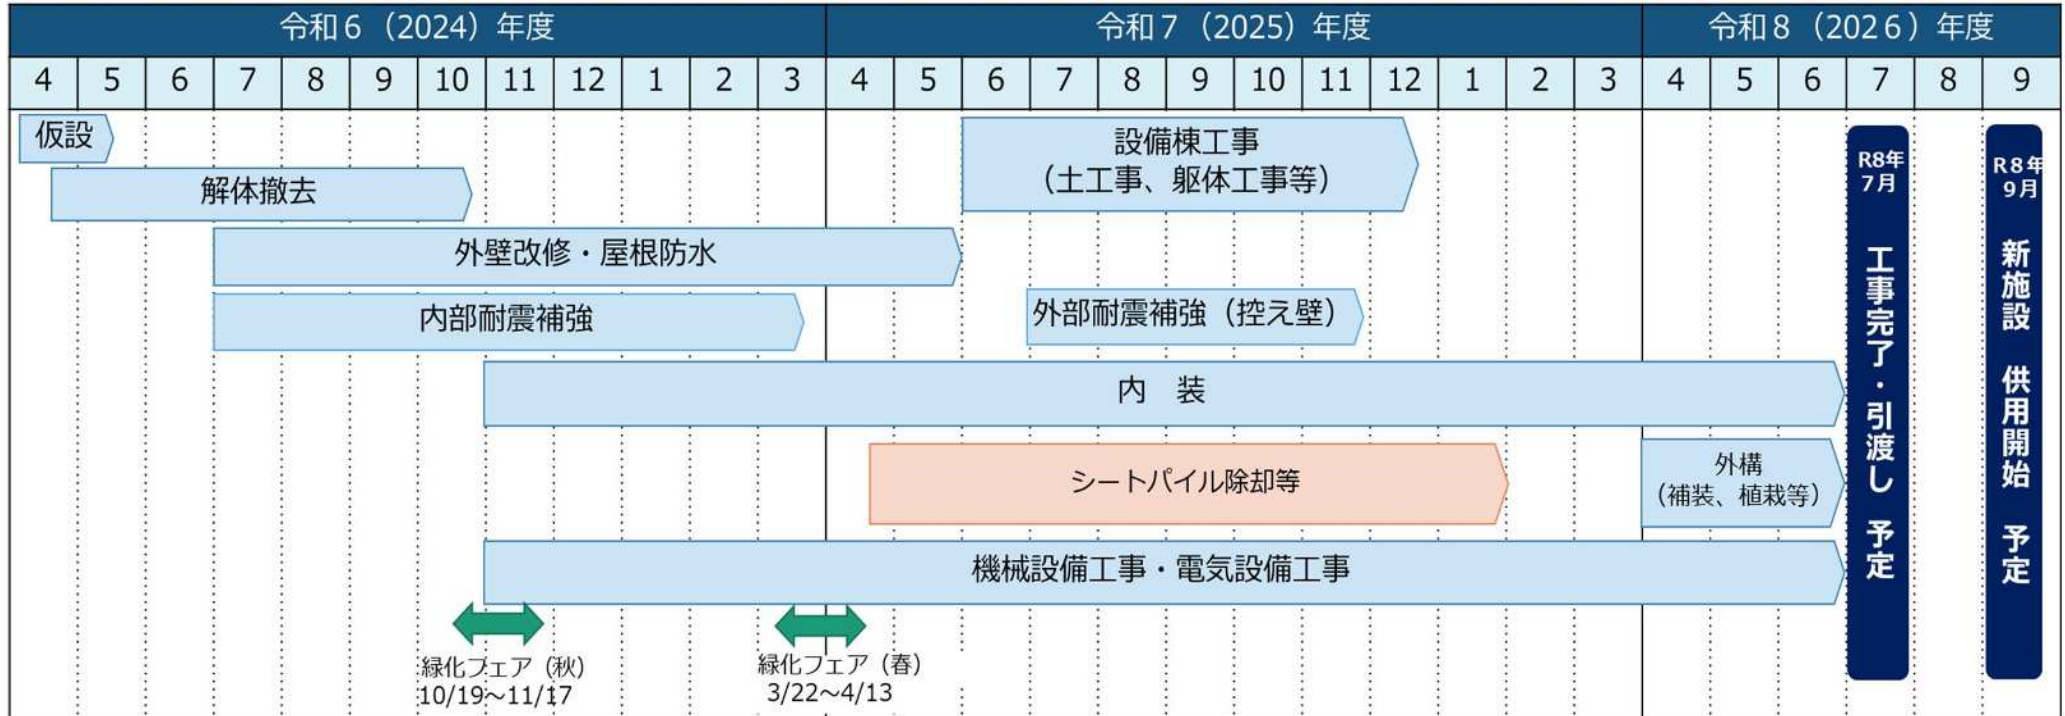 令和６（2024）年度 令和７（2025）年度 令和８（2026）年度
4 5 6 7 8 9 10 11 12 1 2 3 4 5 6 7 8 9 10 11 12 1 2 3 4 5 6 7 8 9
仮設
設備棟工事
（土工事、躯体工事等）
解体撤去
外壁改修・屋根防水
内部耐震補強
外部耐震補強（控え壁）
内　装
シートパイル除却等
外構
（補装、植栽等）
機械設備工事・電気設備工事
緑化フェア（秋）
10/19～11/17
緑化フェア（春）
3/22～4/13
R8年
7月
工事完了・引渡し 予定
R8年
9月
新施設 供用開始 予定